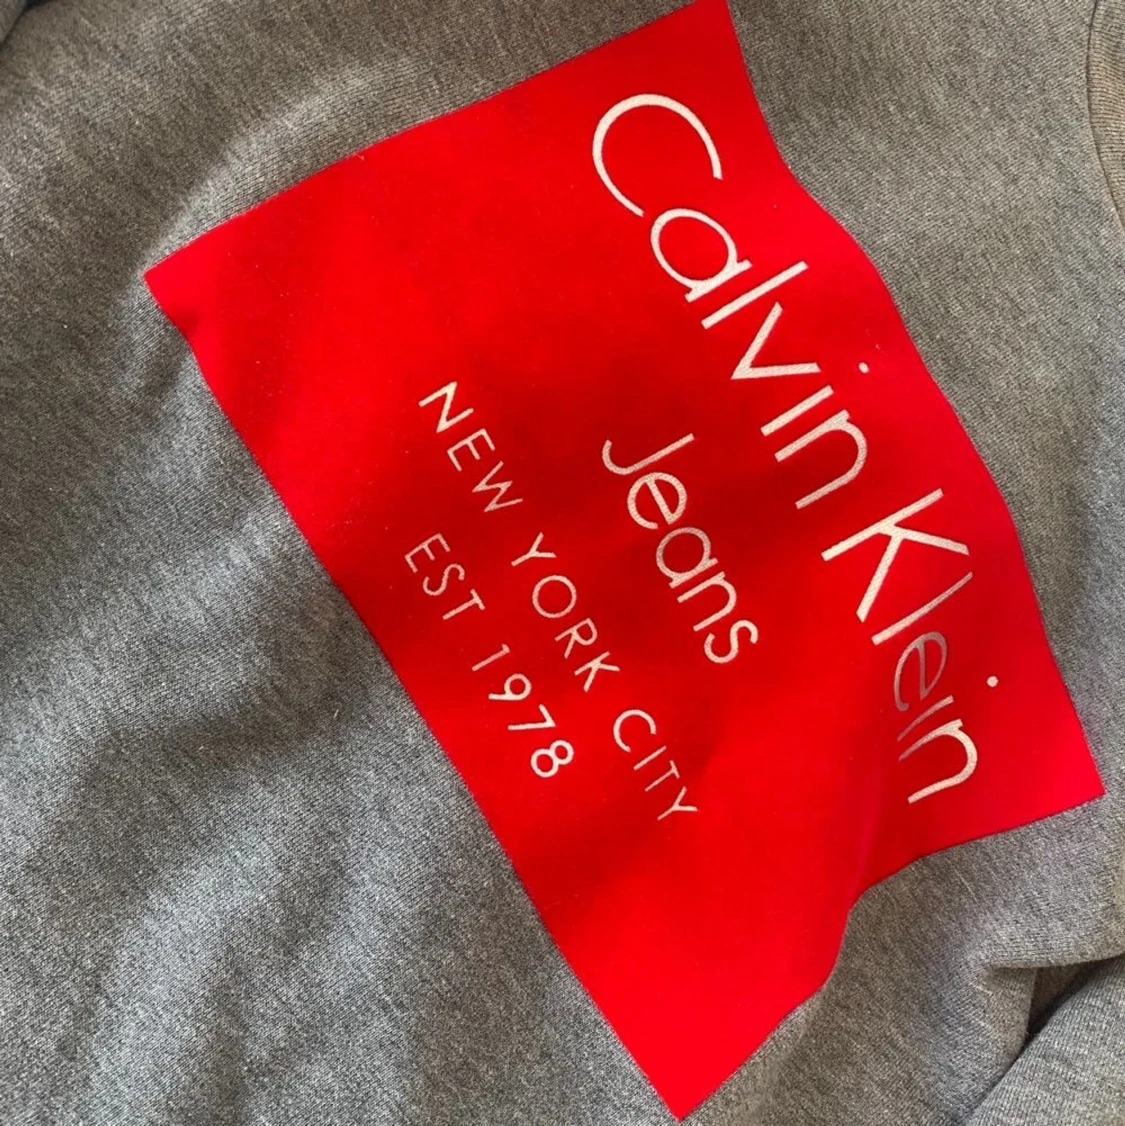 Calvin Klein
Jeans
NEW YORK CITY
EST 1978